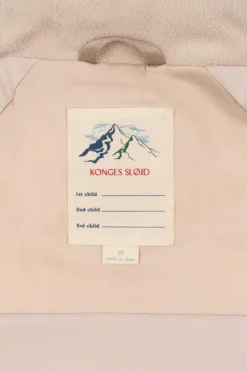 KONGES SLØJD
1st child
2nd child
3rd child